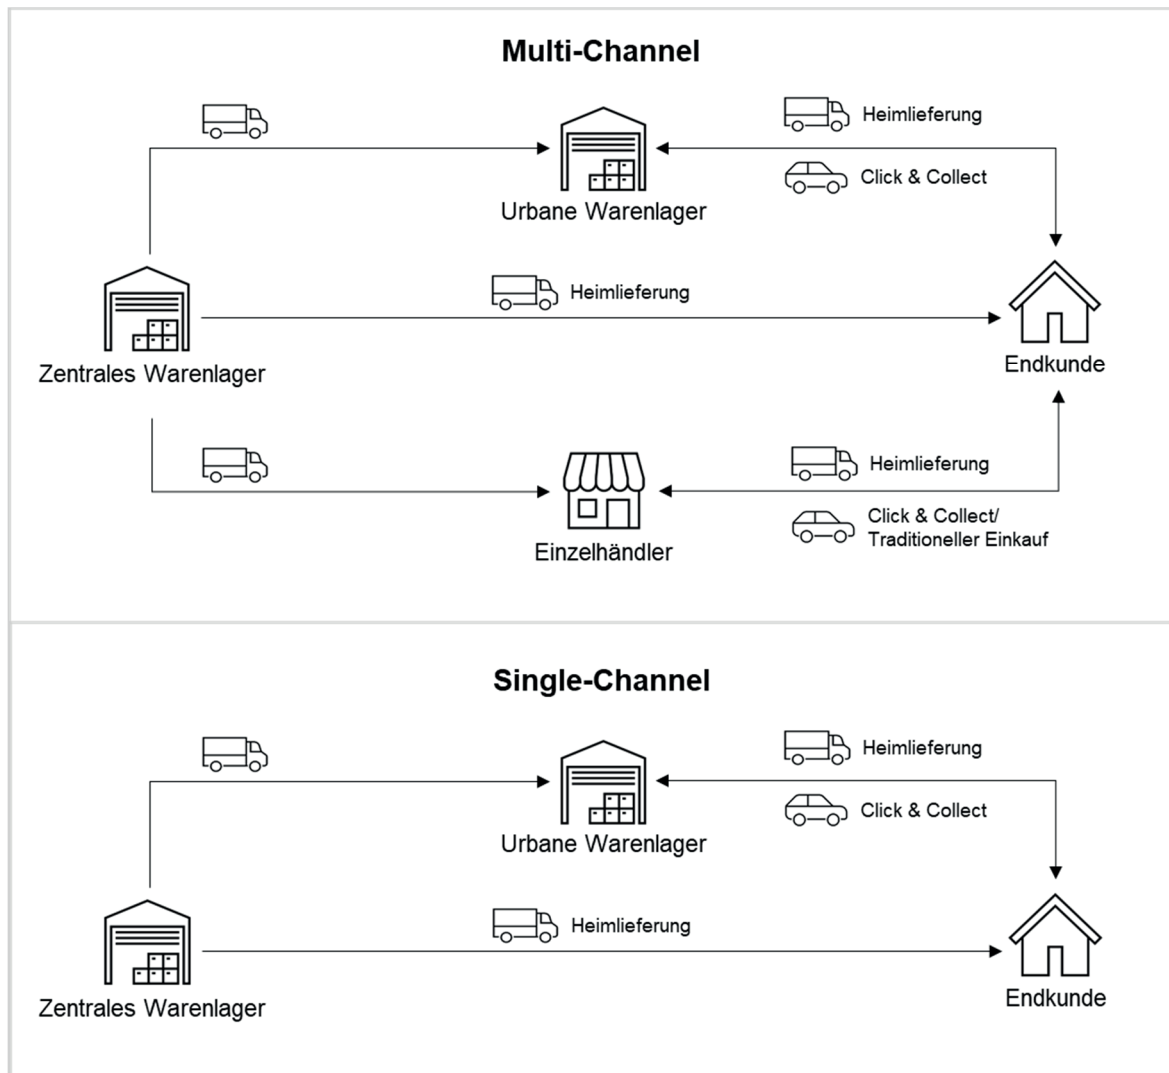 Multi-Channel
Heimlieferung
Click & Collect
Urbane Warenlager
Heimlieferung
Zentrales Warenlager
Endkunde
Heimlieferung
Click & Collect/
Traditioneller Einkauf
Einzelhändler
Single-Channel
Heimlieferung
Click & Collect
Urbane Warenlager
Heimlieferung
Zentrales Warenlager
Endkunde